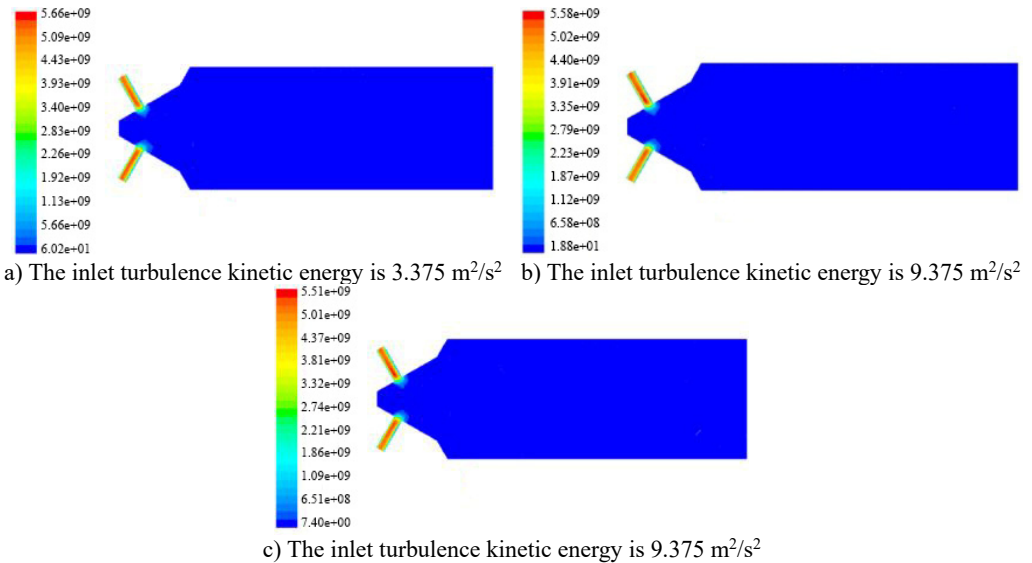 5.66e+09
5.09e+09
4.43e+09
3.93e+09
3.40e+09
2.83e+09
2.26e+09
1.92e+09
1.13e+09
5.66e+09
6.02e+01
5.58e+09
5.02e+09
4.40e+09
3.91e+09
3.35e+09
2.79e+09
2.23e+09
1.87e+09
1.12e+09
6.58e+08
1.88e+01
a) The inlet turbulence kinetic energy is 3.375 m²/s²
b) The inlet turbulence kinetic energy is 9.375 m²/s²
5.51e+09
5.01e+09
4.37e+09
3.81e+09
3.32e+09
2.74e+09
2.21e+09
1.86e+09
1.09e+09
6.51e+08
7.40e+00
c) The inlet turbulence kinetic energy is 9.375 m²/s²